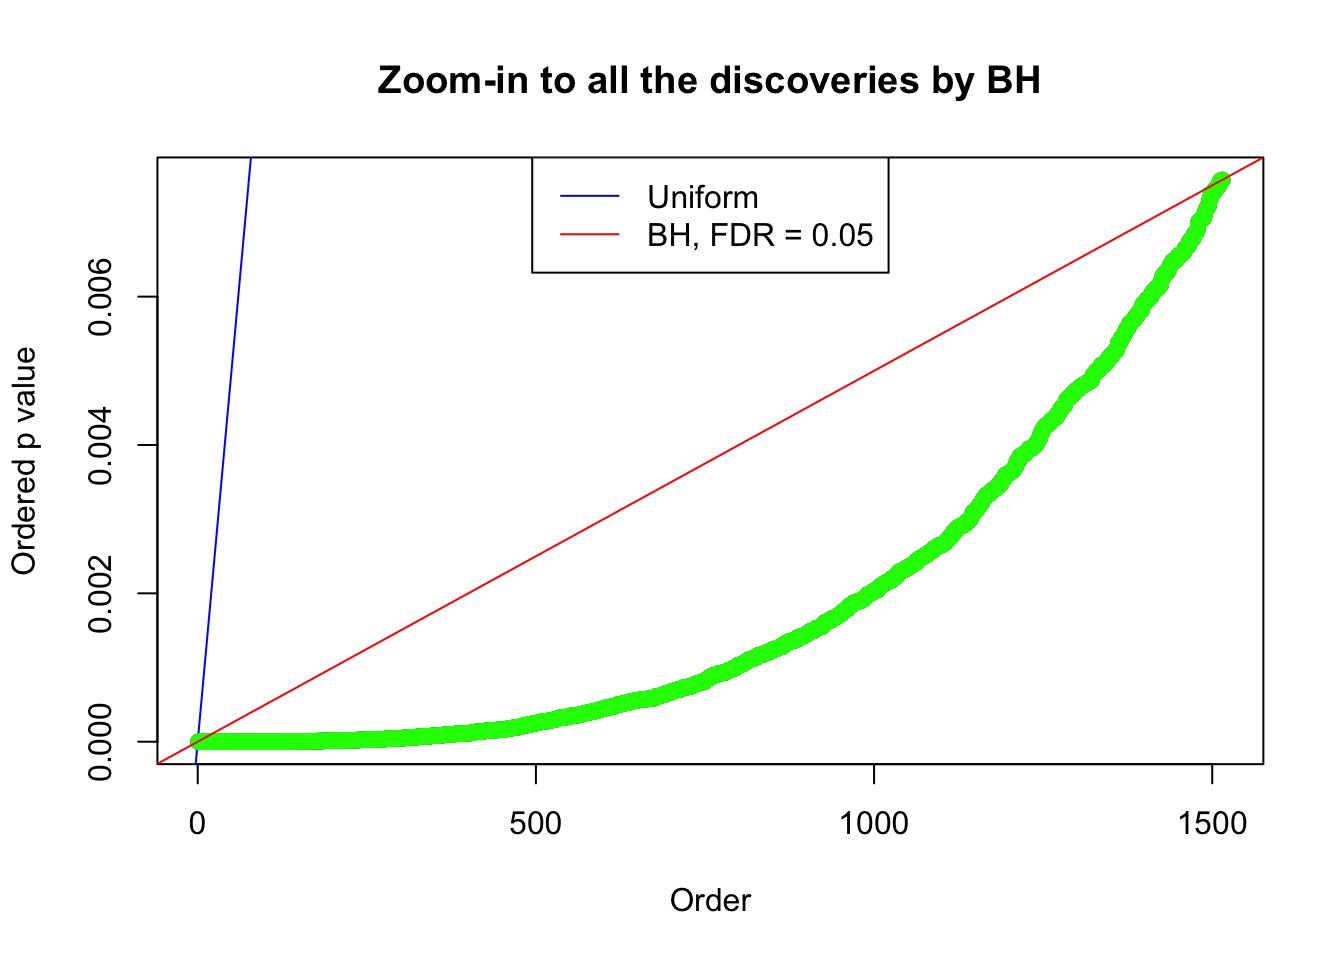 Zoom-in to all the discoveries by BH
Uniform
BH, FDR = 0.05
Ordered p value
0.006
0.004
0.002
0.000
0 500 1000 1500
Order